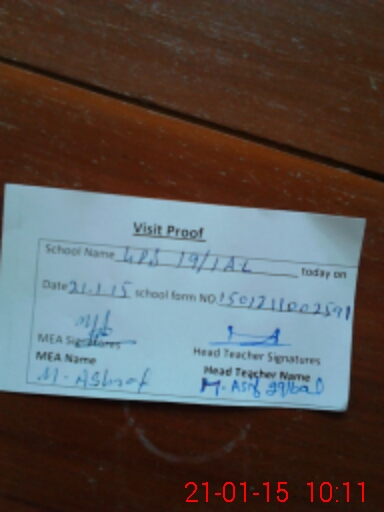 Visit Proof
School Name GPS 19/1AL today on
Date 21.1.15 school form NO. 15012110002591
MEA Signatures Head Teacher Signatures
MEA Name Head Teacher Name
M. Ashraf M. Asif Iqbal
21-01-15 10:11